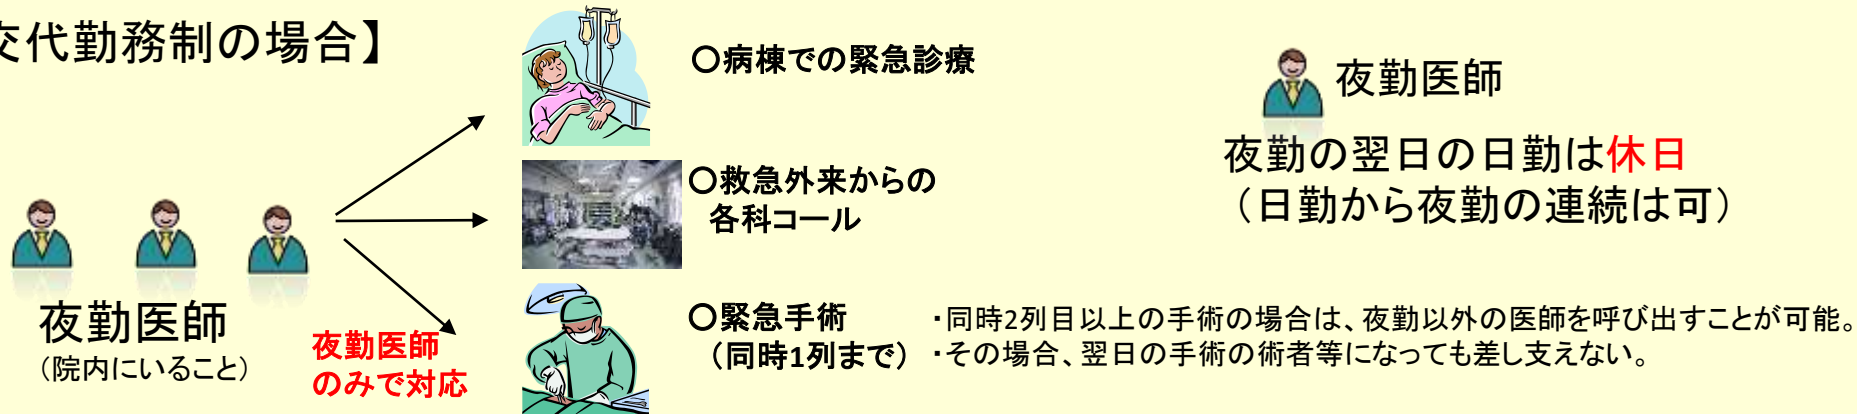 交代勤務制の場合】
○病棟での緊急診療
○救急外来からの
各科コール
夜勤医師
（院内にいること）
夜勤医師
のみで対応
○緊急手術
（同時1列まで）
・同時2列目以上の手術の場合は、夜勤以外の医師を呼び出すことが可能。
・その場合、翌日の手術の術者等になっても差し支えない。
夜勤医師
夜勤の翌日の日勤は休日
（日勤から夜勤の連続は可）